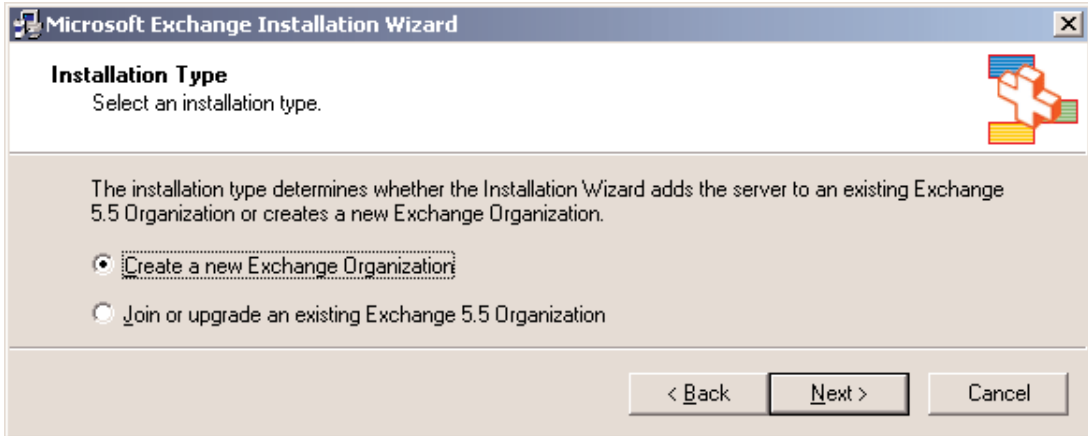 Microsoft Exchange Installation Wizard
Installation Type
Select an installation type.
The installation type determines whether the Installation Wizard adds the server to an existing Exchange
5.5 Organization or creates a new Exchange Organization.
Create a new Exchange Organization
Join or upgrade an existing Exchange 5.5 Organization
< Back
Next >
Cancel